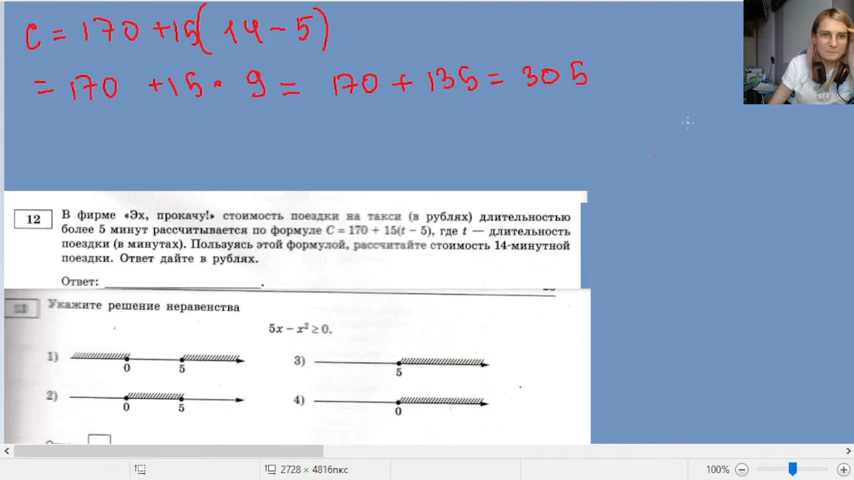 C = 170 + 15(14 - 5)
= 170 + 15 • 9 = 170 + 135 = 305
12
В фирме «Эх, прокачу!» стоимость поездки на такси (в рублях) длительностью
более 5 минут рассчитывается по формуле C = 170 + 15(t – 5), где t — длительность
поездки (в минутах). Пользуясь этой формулой, рассчитайте стоимость 14-минутной
поездки. Ответ дайте в рублях.
Ответ: ______________________.
Укажите решение неравенства
5x – x² ≥ 0.
1) 0 5
3) 5
2) 0 5
4) 0
2728 × 4816пкс
100%